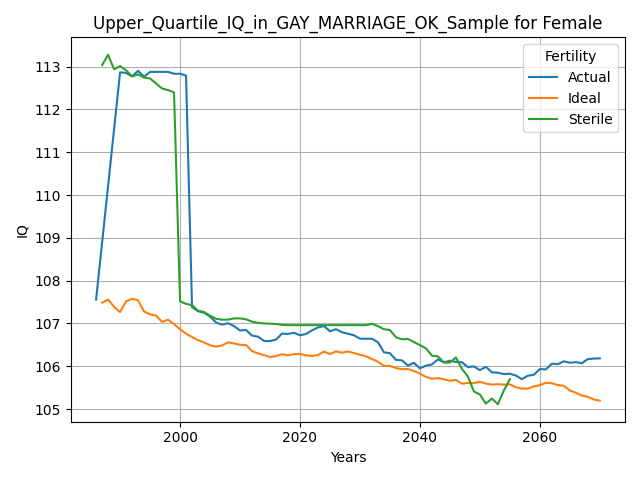 Upper_Quartile_IQ_in_GAY_MARRIAGE_OK_Sample for Female
Fertility
Actual
Ideal
Sterile
113
112
111
110
109
108
107
106
105
IQ
2000
2020
2040
2060
Years